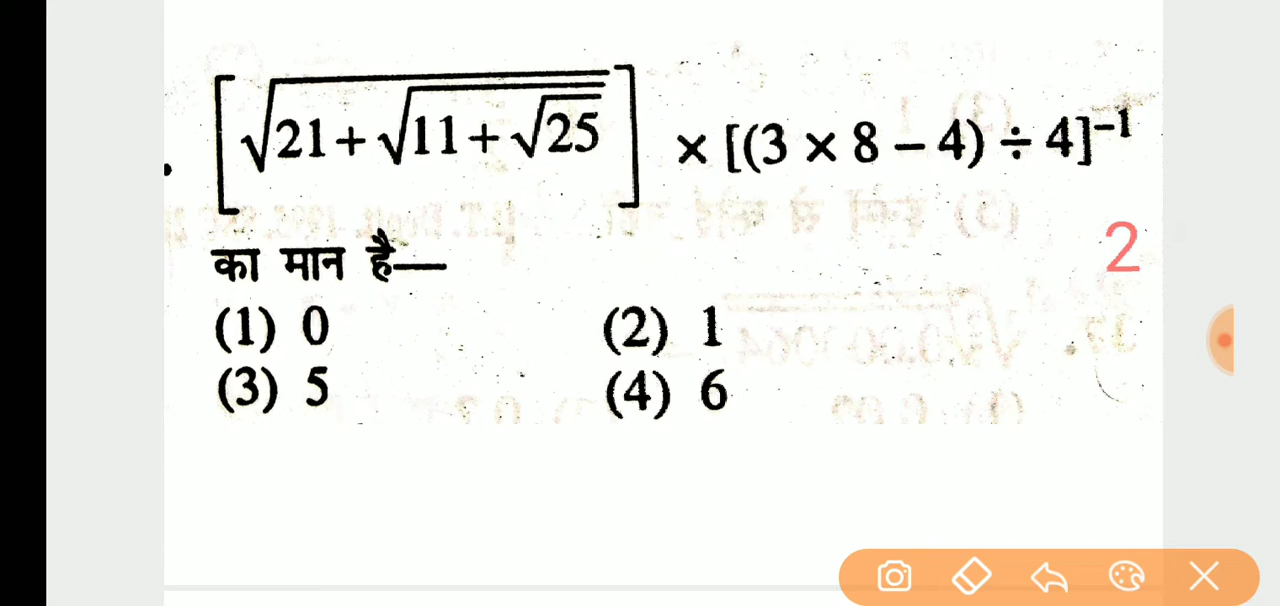 [√21+√11+√25] × [(3 × 8 – 4) ÷ 4]⁻¹
का मान है—
2
(1) 0 (2) 1
(3) 5 (4) 6